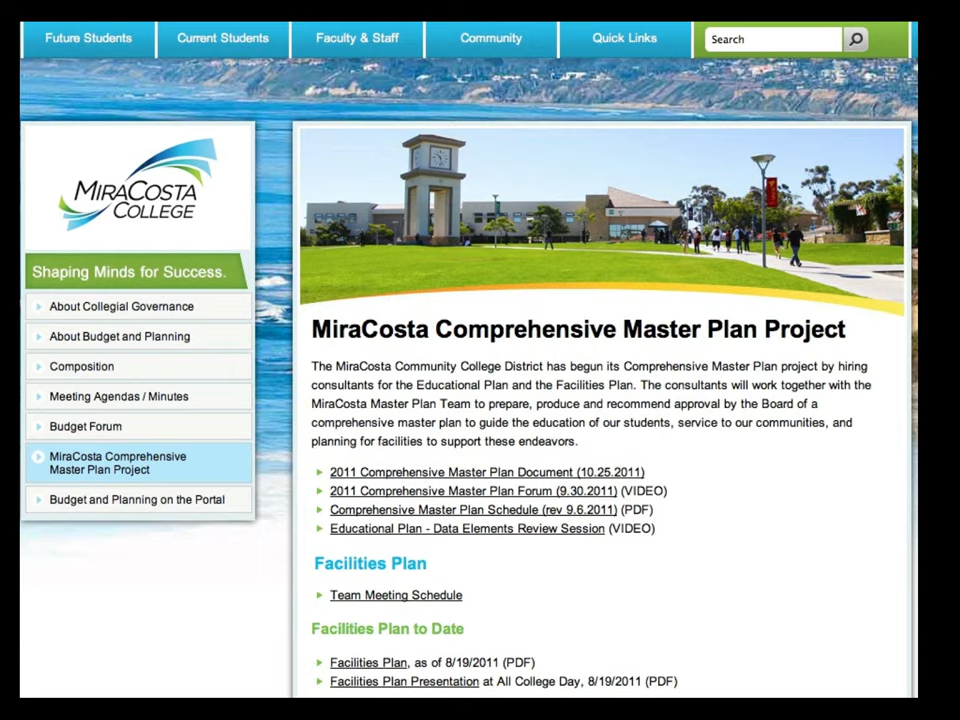 Future Students
Current Students
Faculty & Staff
Community
Quick Links
Search
MIRACOSTA
COLLEGE
Shaping Minds for Success.
About Collegial Governance
About Budget and Planning
Composition
Meeting Agendas / Minutes
Budget Forum
MiraCosta Comprehensive
Master Plan Project
Budget and Planning on the Portal
MiraCosta Comprehensive Master Plan Project
The MiraCosta Community College District has begun its Comprehensive Master Plan project by hiring
consultants for the Educational Plan and the Facilities Plan. The consultants will work together with the
MiraCosta Master Plan Team to prepare, produce and recommend approval by the Board of a
comprehensive master plan to guide the education of our students, service to our communities, and
planning for facilities to support these endeavors.
2011 Comprehensive Master Plan Document (10.25.2011)
2011 Comprehensive Master Plan Forum (9.30.2011) (VIDEO)
Comprehensive Master Plan Schedule (rev 9.6.2011) (PDF)
Educational Plan - Data Elements Review Session (VIDEO)
Facilities Plan
Team Meeting Schedule
Facilities Plan to Date
Facilities Plan, as of 8/19/2011 (PDF)
Facilities Plan Presentation at All College Day, 8/19/2011 (PDF)